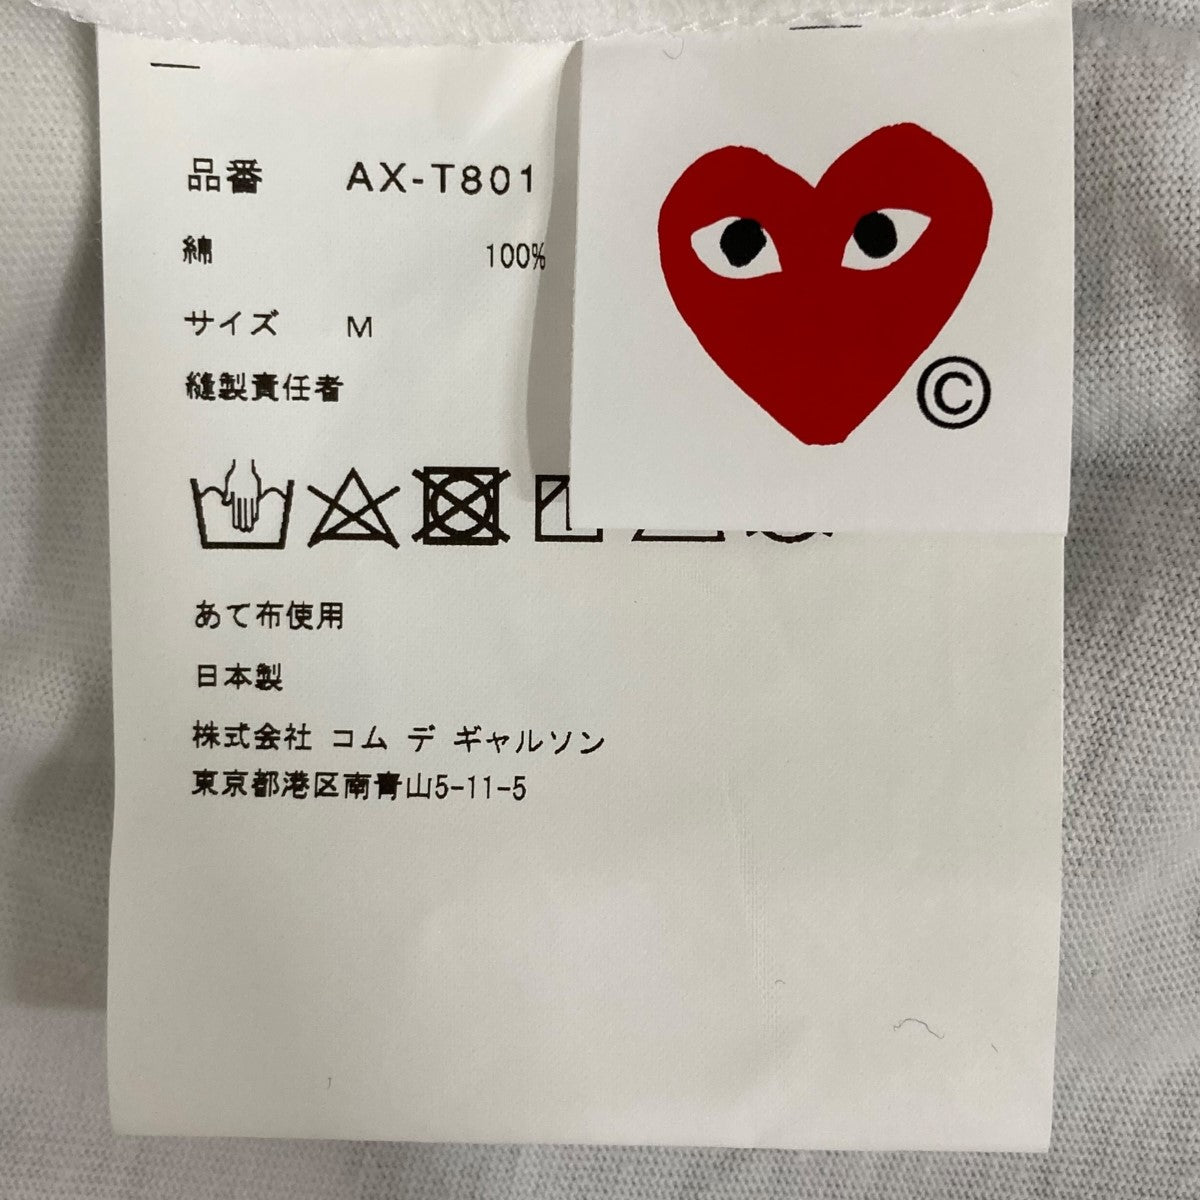 品番 AX-T801
綿 100%
サイズ M
縫製責任者
©
あて布使用
日本製
株式会社 コム デ ギャルソン
東京都港区南青山5-11-5